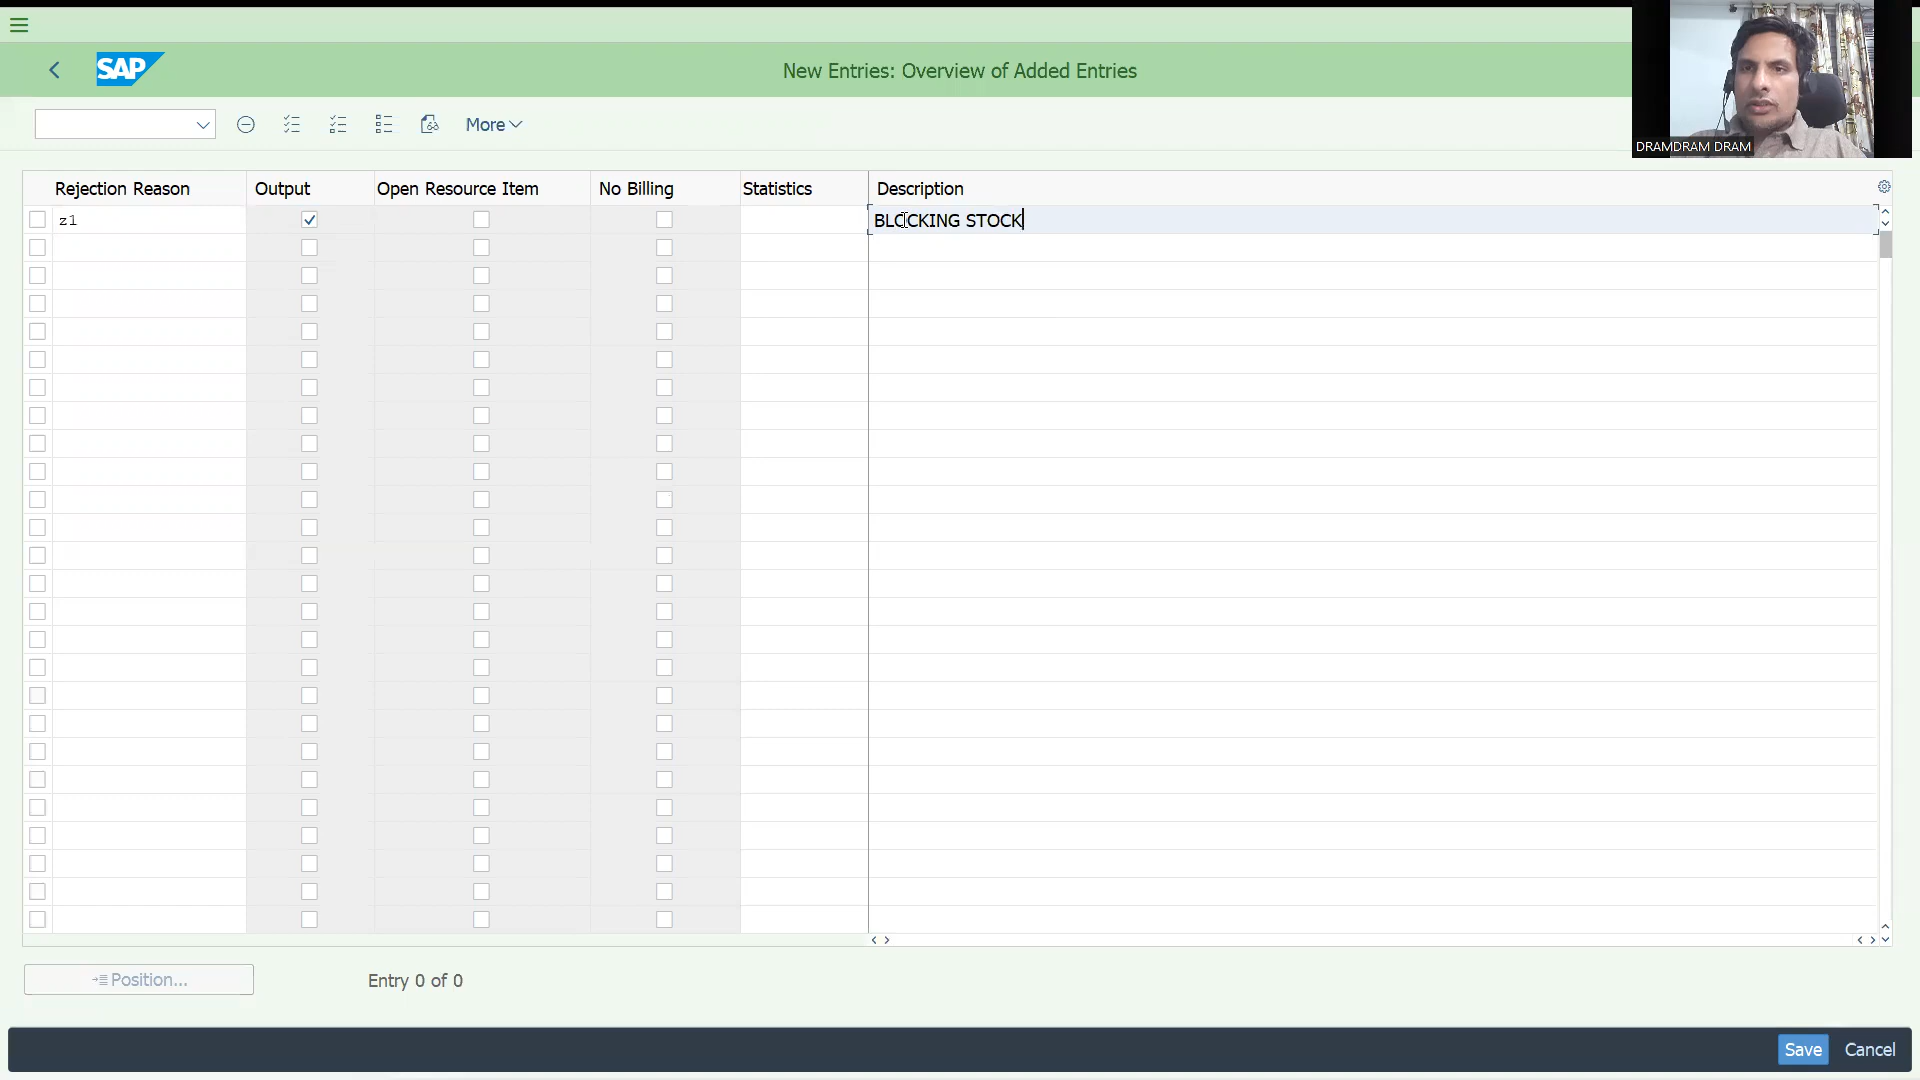 SAP
New Entries: Overview of Added Entries
More
DRAMDRAM DRAM
Rejection Reason Output Open Resource Item No Billing Statistics Description
z1 BLOCKING STOCK
Position... Entry 0 of 0
Save Cancel